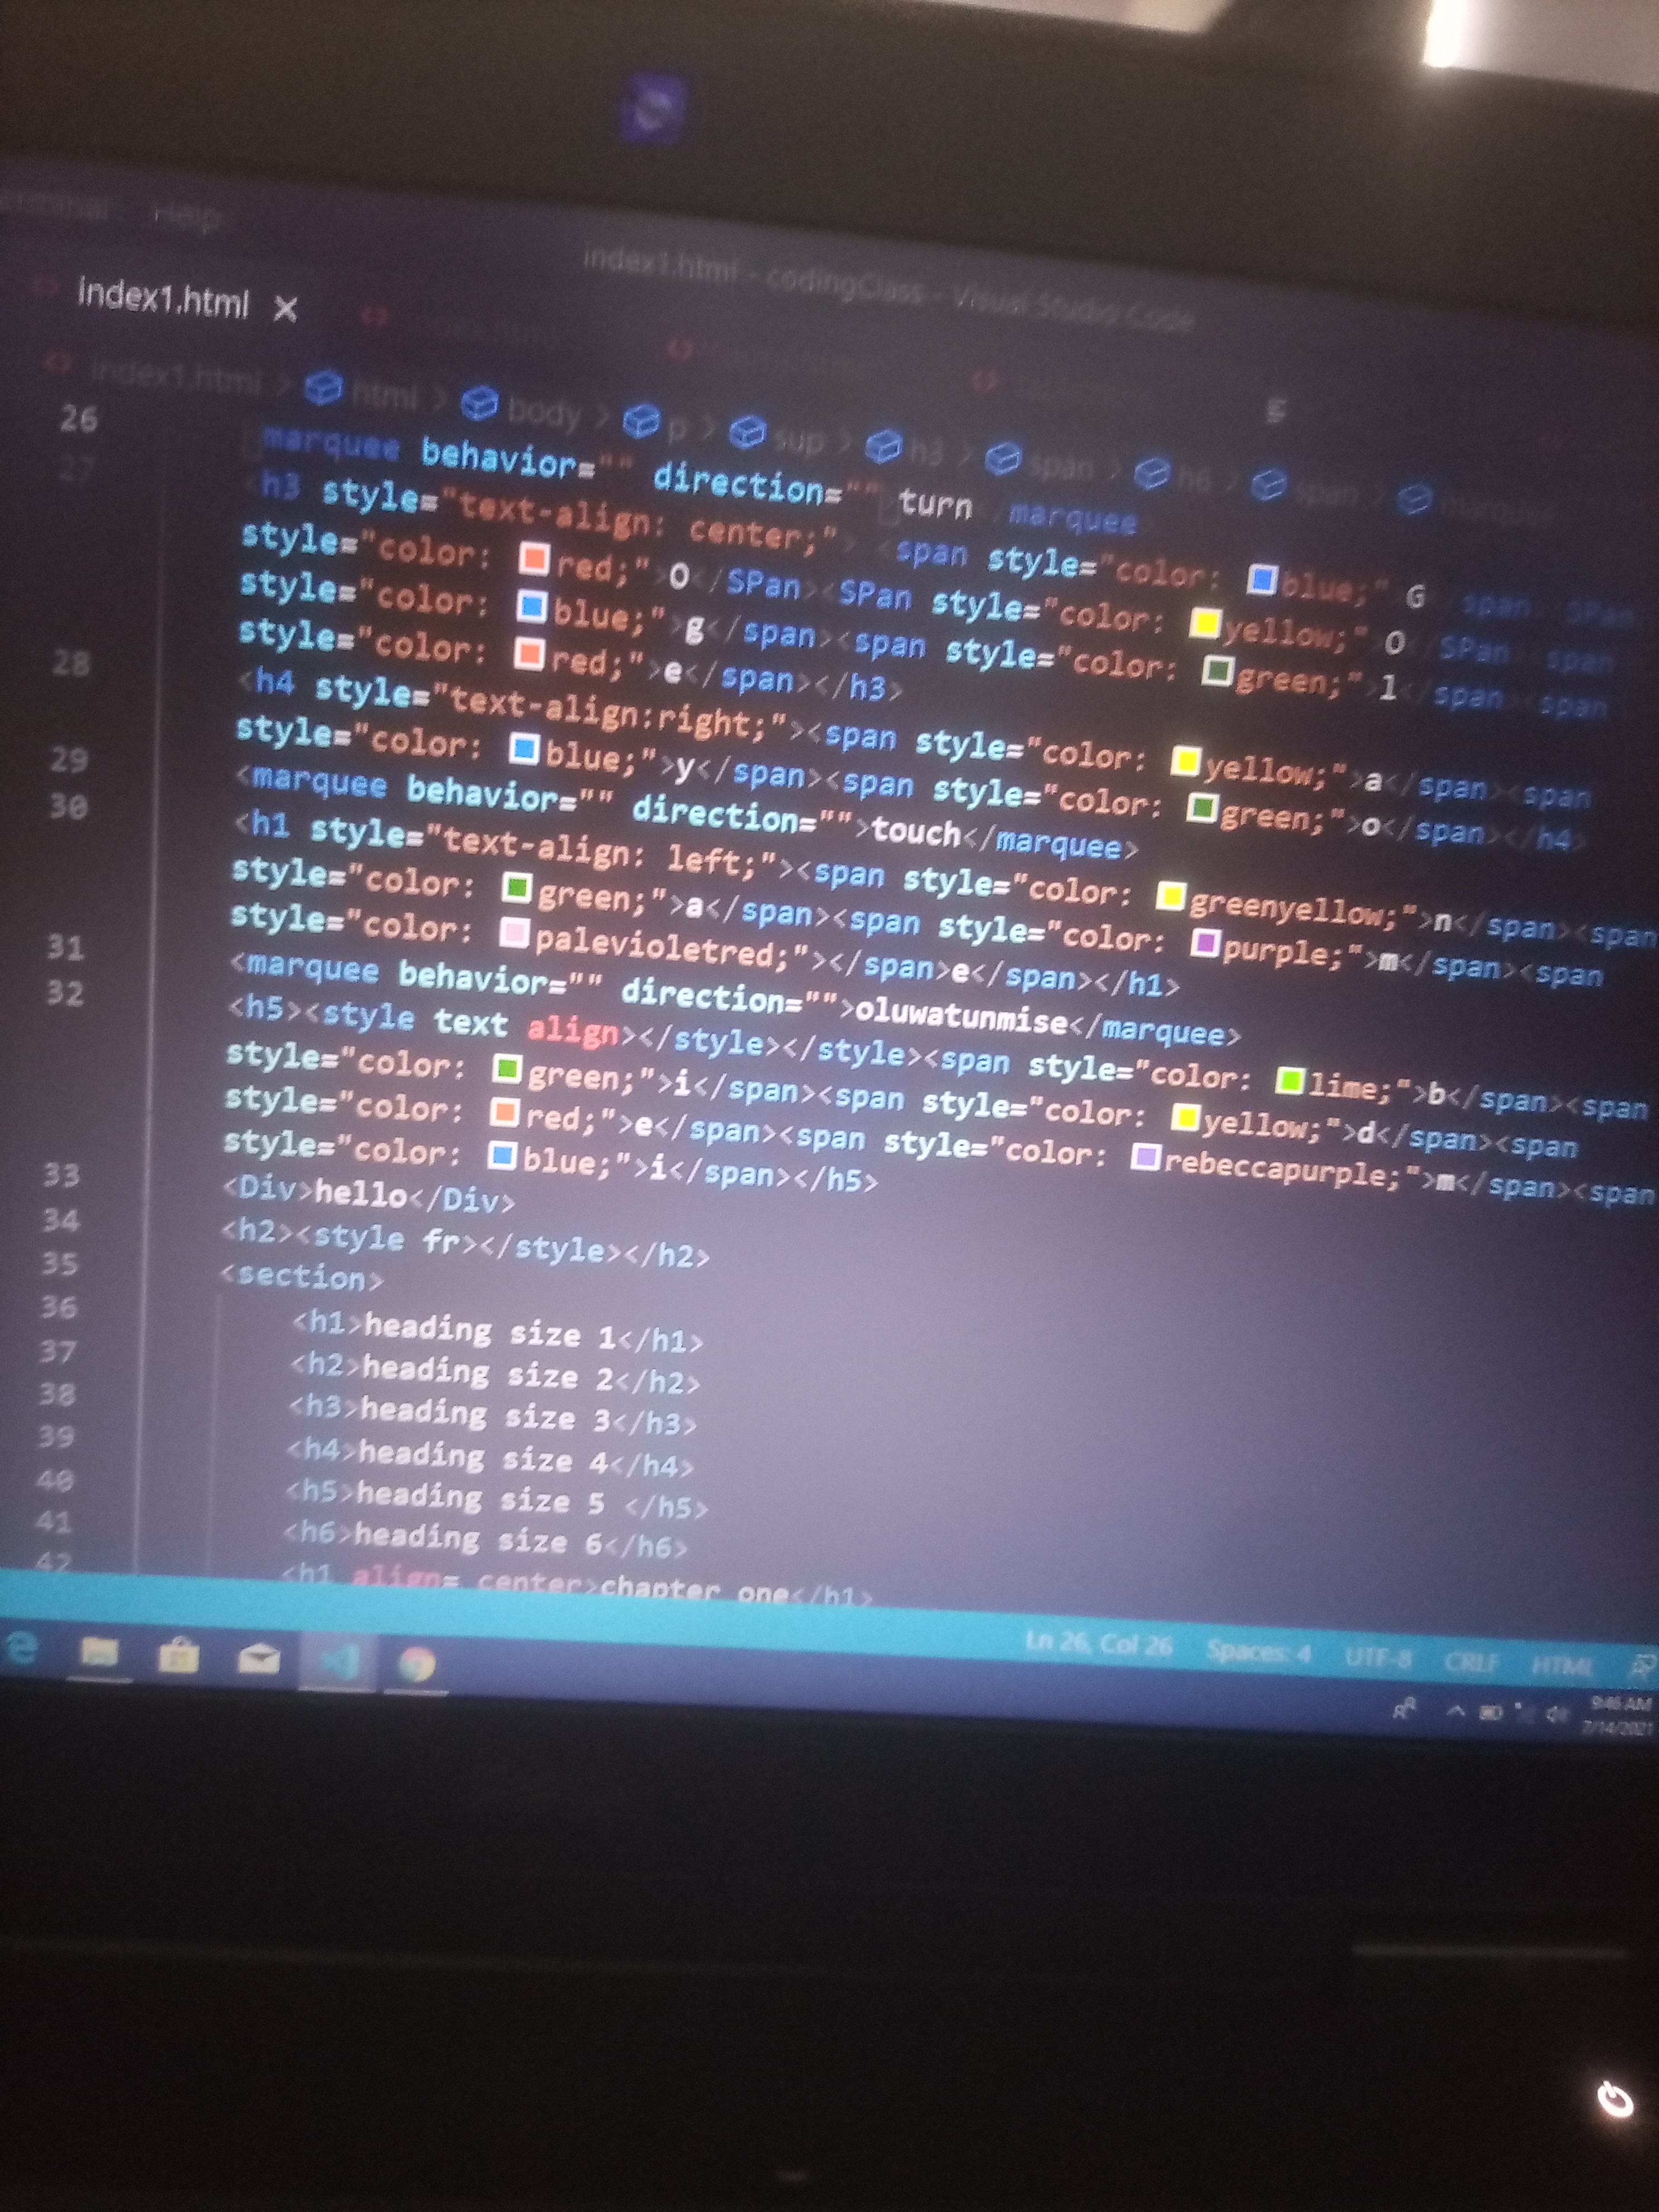 Help
index1.html - codingClass - Visual Studio Code
index1.html ×
index1.html > html > body > p > sup > h3 > span > h6 > span >
26 marquee behavior="" direction="" turn marquee
27 h3 style="text-align: center;"> <span style="color: blue;" G span SPan
style="color: red;">O</SPan><SPan style="color: yellow;" O SPan span
style="color: blue;">g</span><span style="color: green;">l</span><span
style="color: red;">e</span></h3>
28 <h4 style="text-align:right;"><span style="color: yellow;">a</span><span
style="color: blue;">y</span><span style="color: green;">o</span></h4>
29 <marquee behavior="" direction="">touch</marquee>
30 <h1 style="text-align: left;"><span style="color: greenyellow;">n</span><span
style="color: green;">a</span><span style="color: purple;">m</span><span
style="color: palevioletred;"></span>e</span></h1>
31 <marquee behavior="" direction="">oluwatunmise</marquee>
32 <h5><style text align></style></style><span style="color: lime;">b</span><span
style="color: green;">i</span><span style="color: yellow;">d</span><span
style="color: red;">e</span><span style="color: rebeccapurple;">m</span><span
style="color: blue;">i</span></h5>
33 <Div>hello</Div>
34 <h2><style fr></style></h2>
35 <section>
36 <h1>heading size 1</h1>
37 <h2>heading size 2</h2>
38 <h3>heading size 3</h3>
39 <h4>heading size 4</h4>
40 <h5>heading size 5 </h5>
41 <h6>heading size 6</h6>
42 <h1 align= center>chapter one</h1>
Ln 26, Col 26 Spaces: 4 UTF-8 CRLF HTML
9:46 AM
7/14/2021